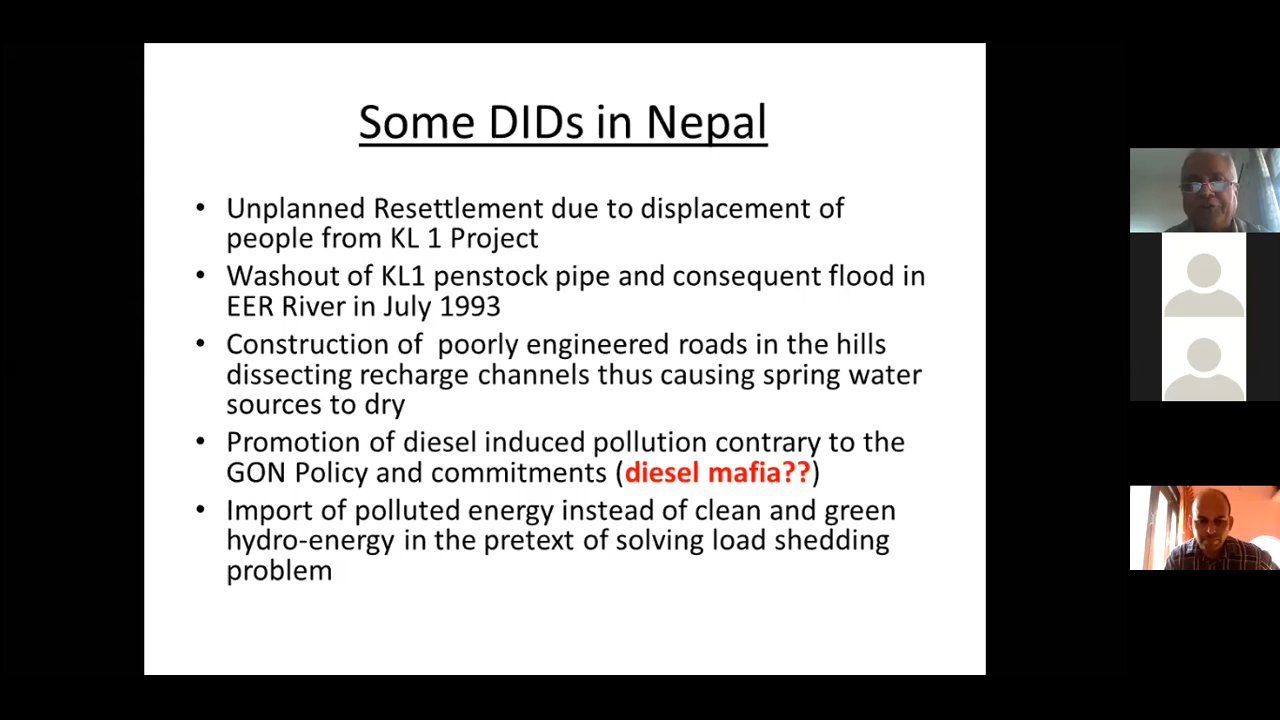 Some DIDs in Nepal
• Unplanned Resettlement due to displacement of
people from KL 1 Project
• Washout of KL1 penstock pipe and consequent flood in
EER River in July 1993
• Construction of  poorly engineered roads in the hills
dissecting recharge channels thus causing spring water
sources to dry
• Promotion of diesel induced pollution contrary to the
GON Policy and commitments (diesel mafia??)
• Import of polluted energy instead of clean and green
hydro-energy in the pretext of solving load shedding
problem